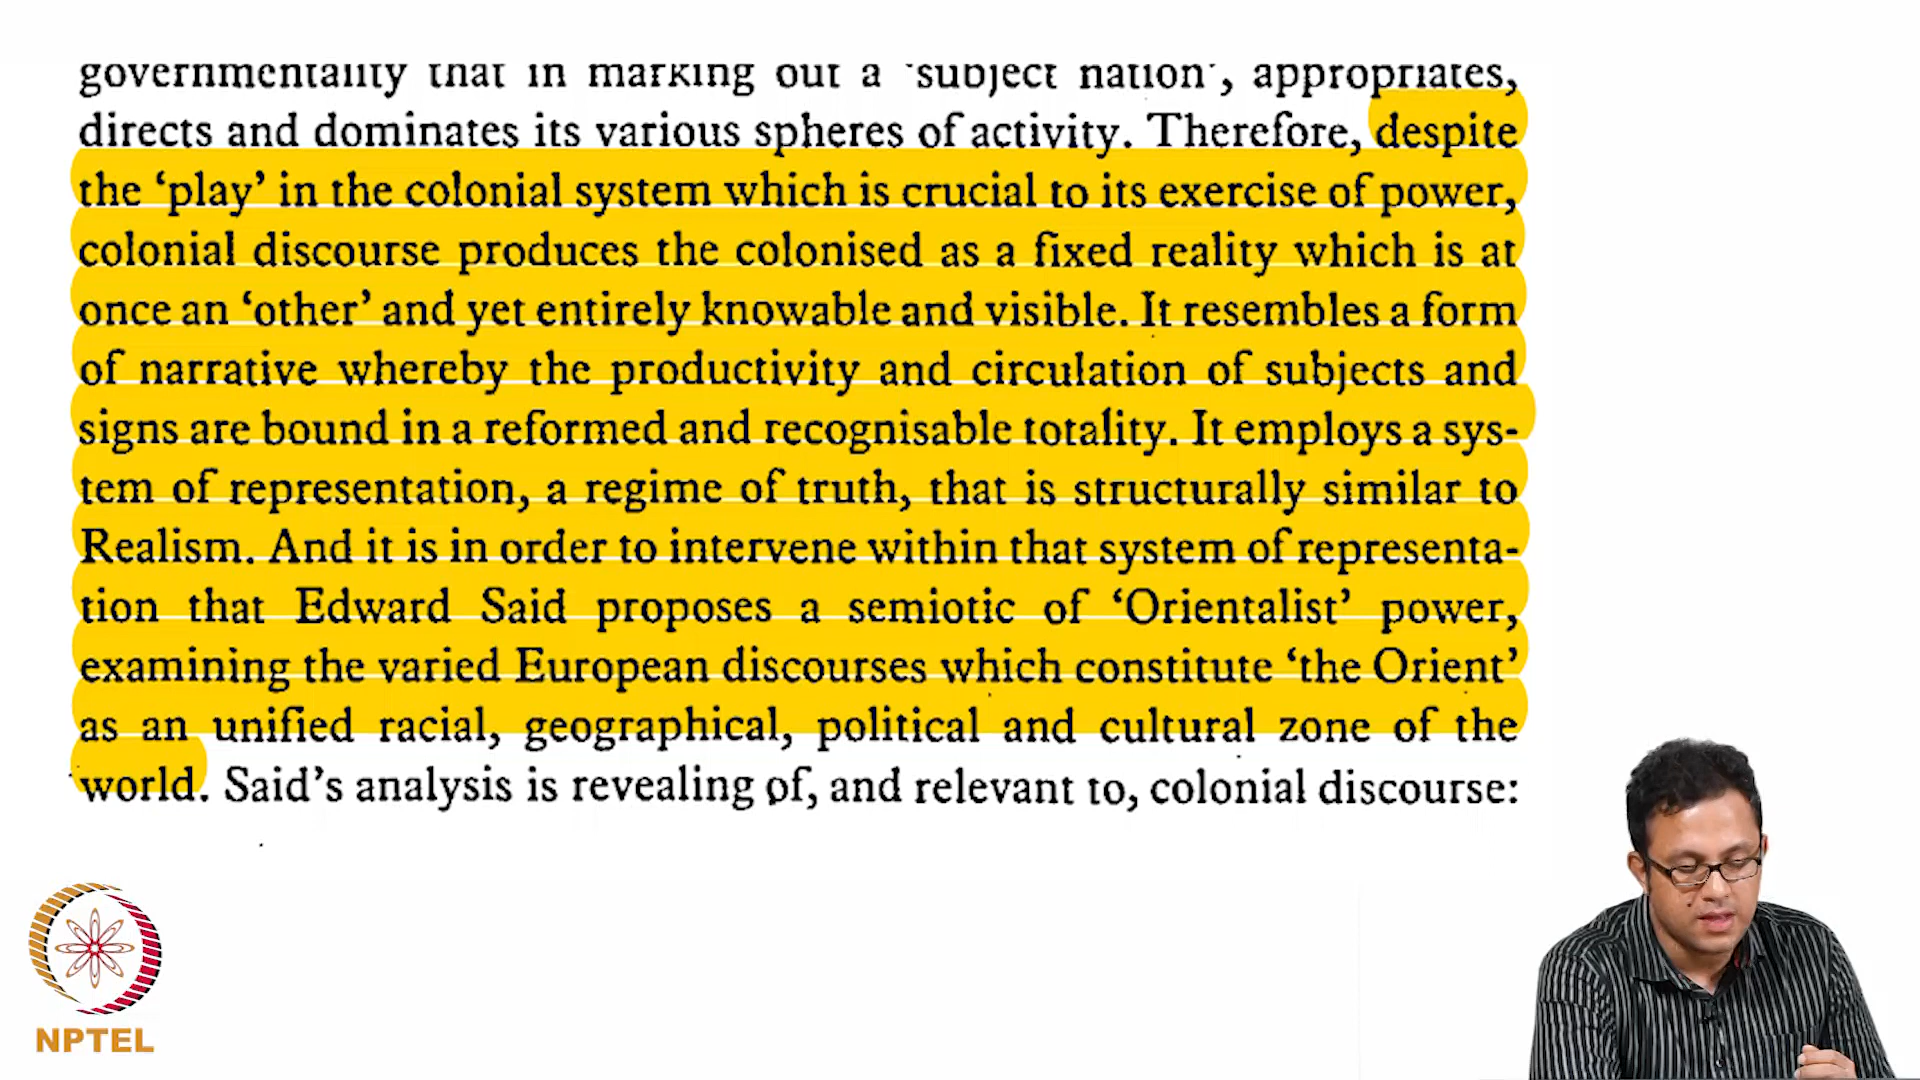 governmentality that in marking out a ‘subject nation’, appropriates,
directs and dominates its various spheres of activity. Therefore, despite
the ‘play’ in the colonial system which is crucial to its exercise of power,
colonial discourse produces the colonised as a fixed reality which is at
once an ‘other’ and yet entirely knowable and visible. It resembles a form
of narrative whereby the productivity and circulation of subjects and
signs are bound in a reformed and recognisable totality. It employs a sys-
tem of representation, a regime of truth, that is structurally similar to
Realism. And it is in order to intervene within that system of representa-
tion that Edward Said proposes a semiotic of ‘Orientalist’ power,
examining the varied European discourses which constitute ‘the Orient’
as an unified racial, geographical, political and cultural zone of the
world. Said’s analysis is revealing of, and relevant to, colonial discourse:
NPTEL